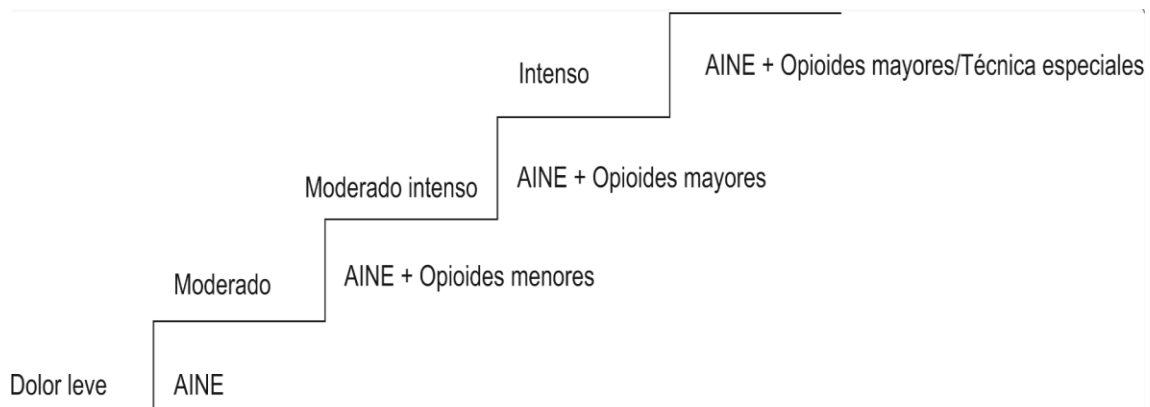 Intenso
AINE + Opioides mayores/Técnica especiales
Moderado intenso
AINE + Opioides mayores
Moderado
AINE + Opioides menores
Dolor leve
AINE